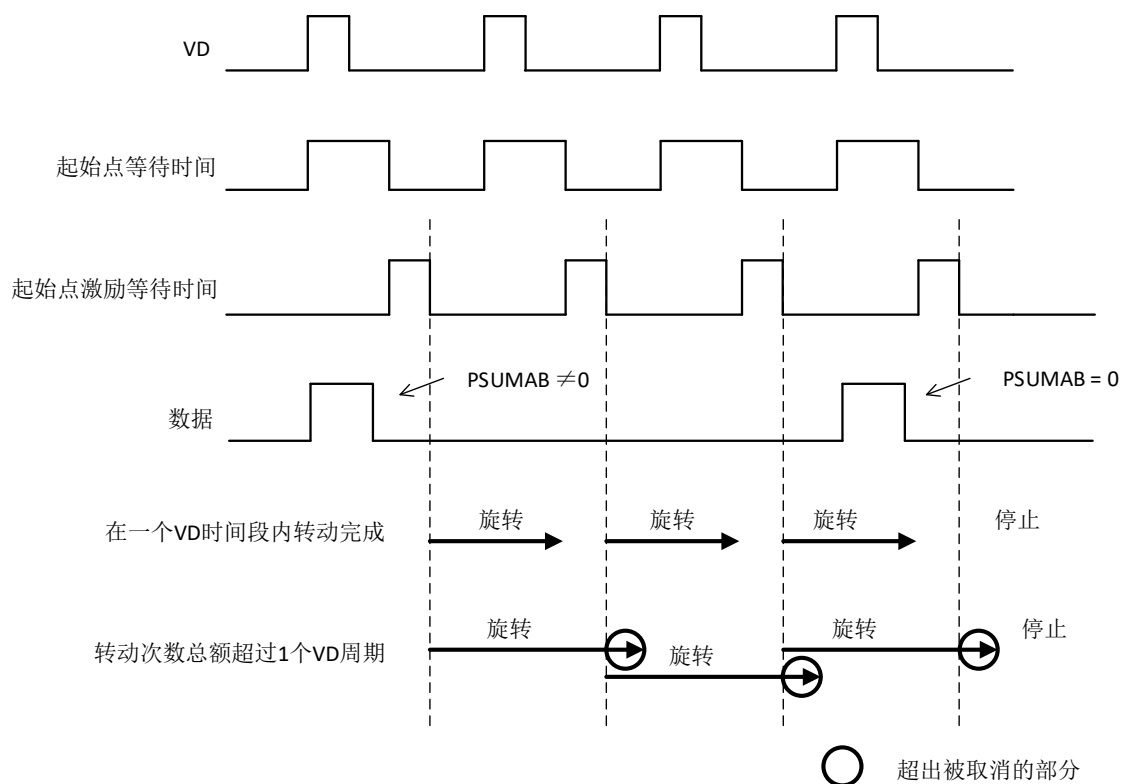 VD
起始点等待时间
起始点激励等待时间
PSUMAB ≠0
PSUMAB = 0
数据
在一个VD时间段内转动完成
旋转
旋转
旋转
停止
转动次数总额超过1个VD周期
旋转
旋转
旋转
停止
超出被取消的部分